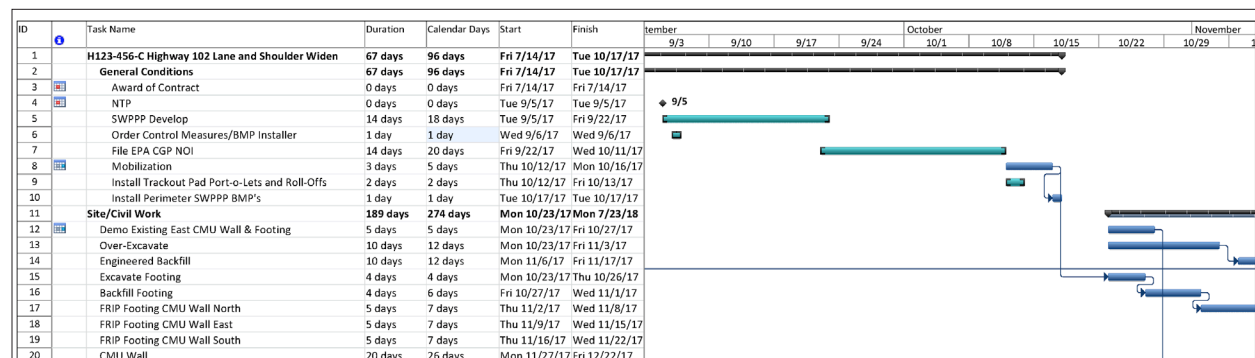 ID Task Name Duration Calendar Days Start Finish tember October November
9/3 9/10 9/17 9/24 10/1 10/8 10/15 10/22 10/29
1 H123-456-C Highway 102 Lane and Shoulder Widen 67 days 96 days Fri 7/14/17 Tue 10/17/17
2 General Conditions 67 days 96 days Fri 7/14/17 Tue 10/17/17
3 Award of Contract 0 days 0 days Fri 7/14/17 Fri 7/14/17
4 NTP 0 days 0 days Tue 9/5/17 Tue 9/5/17 9/5
5 SWPPP Develop 14 days 18 days Tue 9/5/17 Fri 9/22/17
6 Order Control Measures/BMP Installer 1 day 1 day Wed 9/6/17 Wed 9/6/17
7 File EPA CGP NOI 14 days 20 days Fri 9/22/17 Wed 10/11/17
8 Mobilization 3 days 5 days Thu 10/12/17 Mon 10/16/17
9 Install Trackout Pad Port-o-Lets and Roll-Offs 2 days 2 days Thu 10/12/17 Fri 10/13/17
10 Install Perimeter SWPPP BMP's 1 day 1 day Tue 10/17/17 Tue 10/17/17
11 Site/Civil Work 189 days 274 days Mon 10/23/17 Mon 7/23/18
12 Demo Existing East CMU Wall & Footing 5 days 5 days Mon 10/23/17 Fri 10/27/17
13 Over-Excavate 10 days 12 days Mon 10/23/17 Fri 11/3/17
14 Engineered Backfill 10 days 12 days Mon 11/6/17 Fri 11/17/17
15 Excavate Footing 4 days 4 days Mon 10/23/17 Thu 10/26/17
16 Backfill Footing 4 days 6 days Fri 10/27/17 Wed 11/1/17
17 FRIP Footing CMU Wall North 5 days 7 days Thu 11/2/17 Wed 11/8/17
18 FRIP Footing CMU Wall East 5 days 7 days Thu 11/9/17 Wed 11/15/17
19 FRIP Footing CMU Wall South 5 days 7 days Thu 11/16/17 Wed 11/22/17
20 CMU Wall 20 days 26 days Mon 11/27/17 Fri 12/22/17